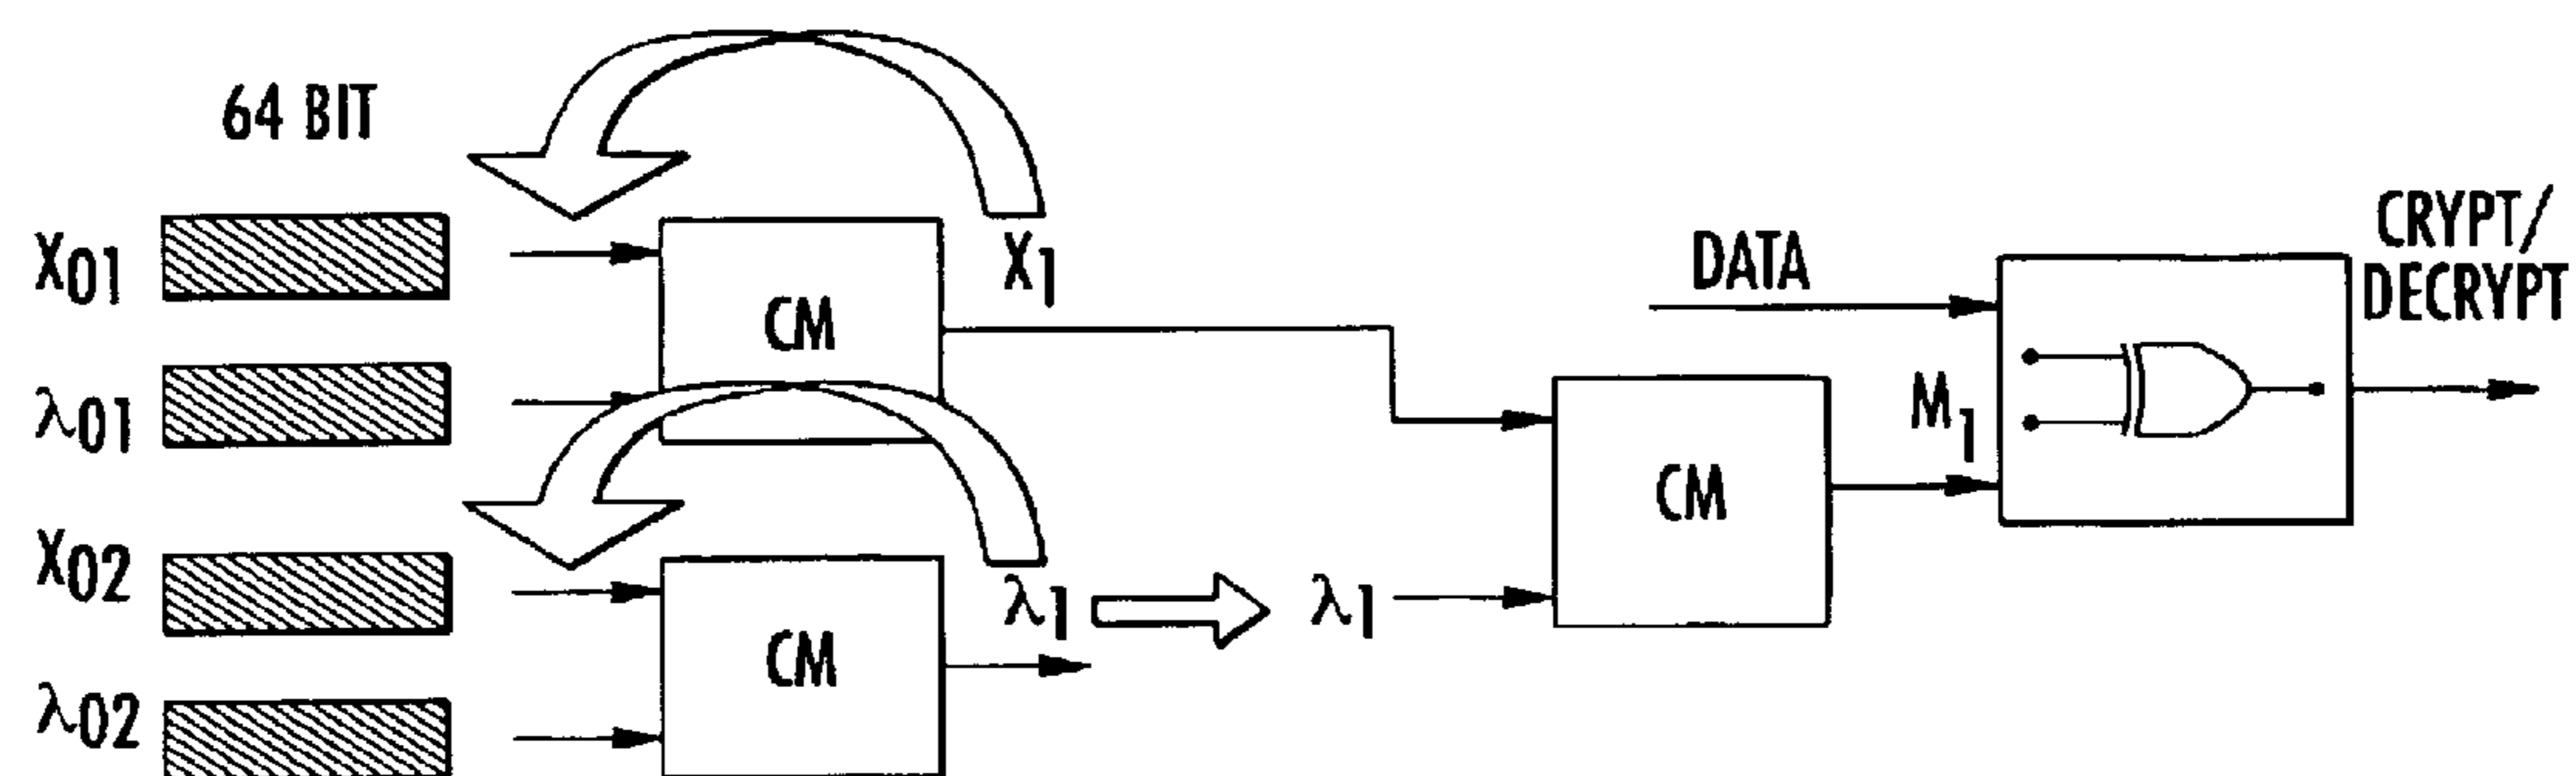 64 BIT
X01
λ01
X02
λ02
CM
X1
CM
λ1
λ1
CM
DATA
M1
CRYPT/
DECRYPT